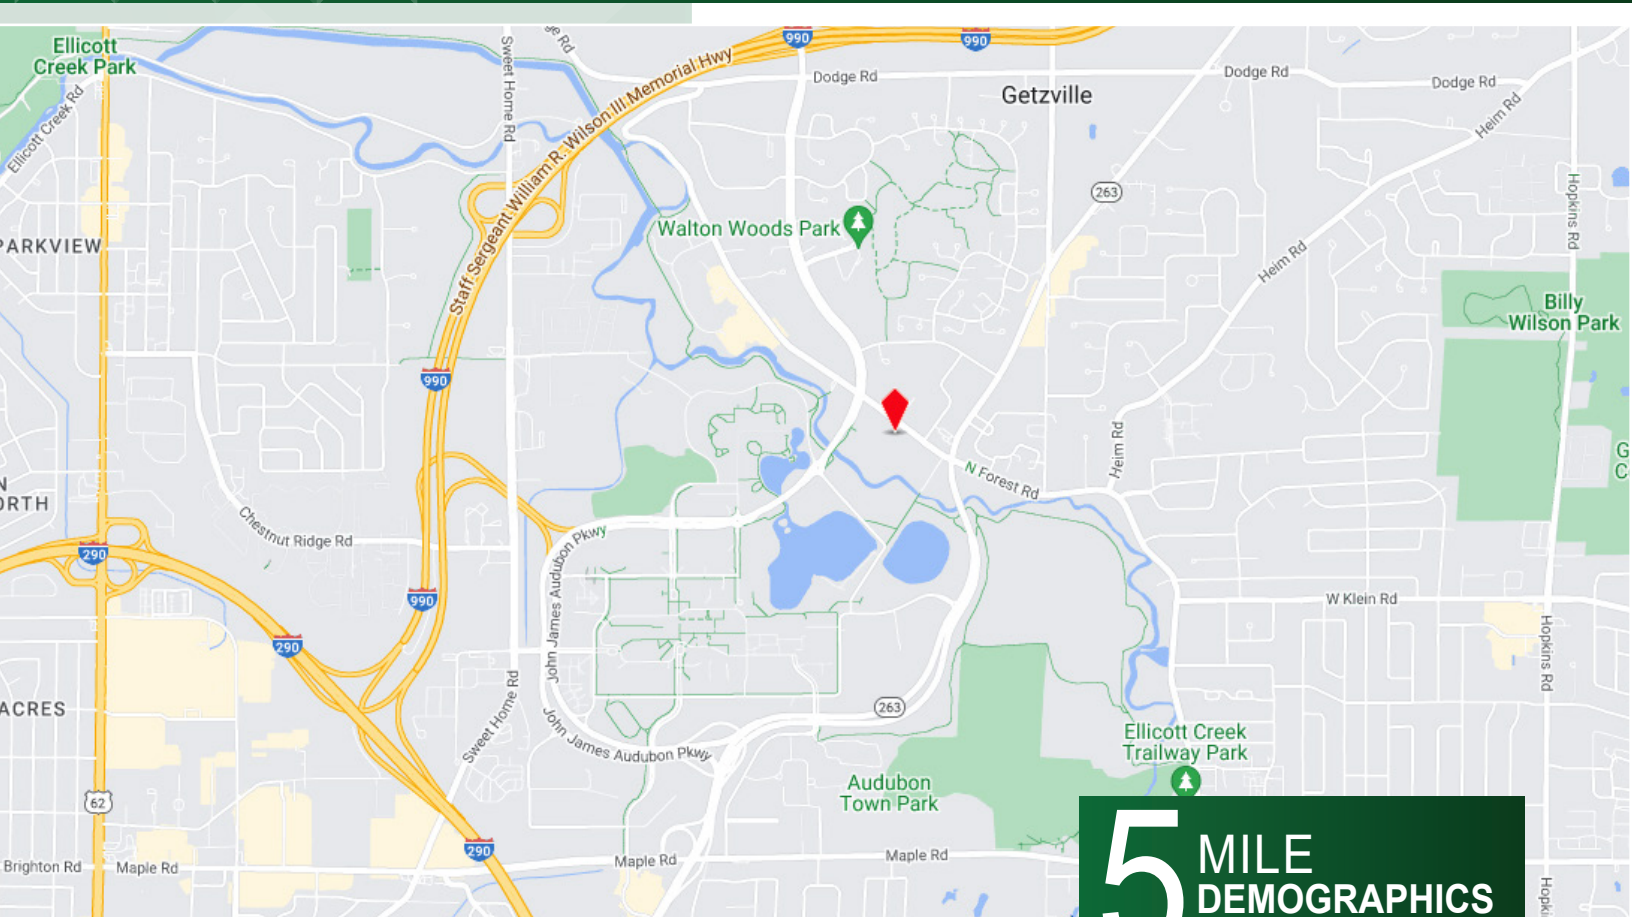 Ellicott
Creek Park
Sweet Home Rd
ge Rd
990
990
Dodge Rd
Dodge Rd
Dodge Rd
Getzville
Heim Rd
Ellicott Creek Rd
Staff Sergeant William R. Wilson III Memorial Hwy
263
Hopkins Rd
Walton Woods Park
PARKVIEW
Heim Rd
Billy
Wilson Park
990
Heim Rd
N Forest Rd
G
C
N
ORTH
Chestnut Ridge Rd
290
John James Audubon Pkwy
990
W Klein Rd
290
Hopkins Rd
ACRES
Sweet Home Rd
263
John James Audubon Pkwy
Ellicott Creek
Trailway Park
Audubon
Town Park
62
290
Brighton Rd
Maple Rd
Maple Rd
Maple Rd
Hopki
5 MILE
DEMOGRAPHICS